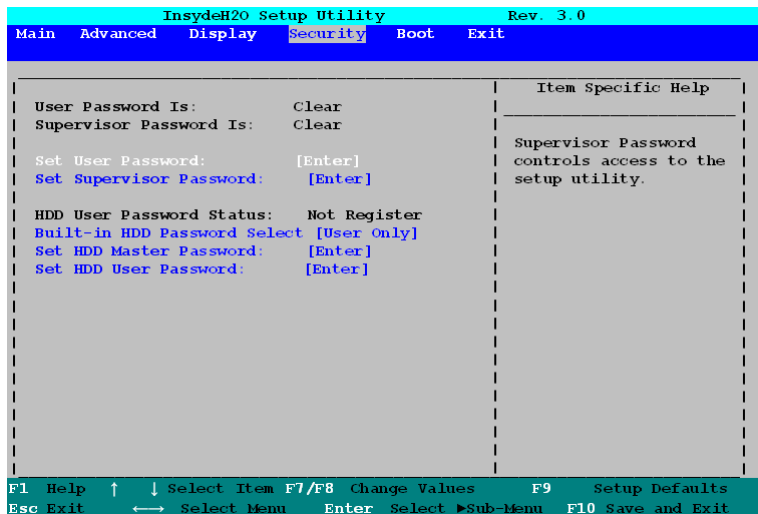 InsydeH2O Setup Utility Rev. 3.0
Main Advanced Display Security Boot Exit
Item Specific Help
User Password Is: Clear
Supervisor Password Is: Clear
Supervisor Password
controls access to the
setup utility.
Set User Password: [Enter]
Set Supervisor Password: [Enter]
HDD User Password Status: Not Register
Built-in HDD Password Select [User Only]
Set HDD Master Password: [Enter]
Set HDD User Password: [Enter]
F1 Help ↑ ↓ Select Item F7/F8 Change Values F9 Setup Defaults
Esc Exit ←→ Select Menu Enter Select ►Sub-Menu F10 Save and Exit